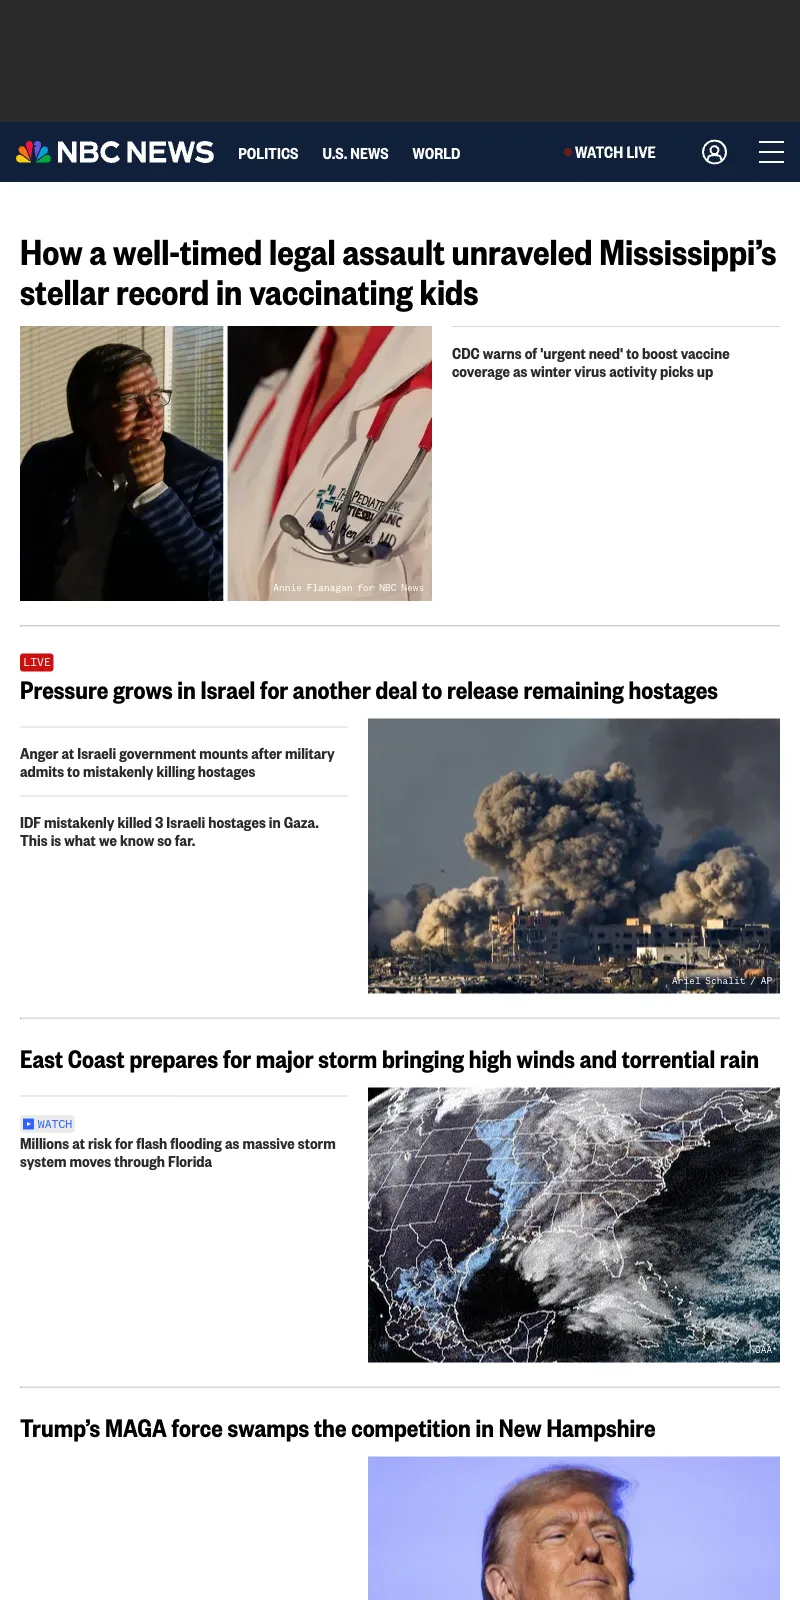 NBC NEWS
POLITICS
U.S. NEWS
WORLD
WATCH LIVE
How a well-timed legal assault unraveled Mississippi’s
stellar record in vaccinating kids
THE PEDIATRIC
HATTIESBURG CLINIC
MD
Annie Flanagan for NBC News
CDC warns of 'urgent need' to boost vaccine
coverage as winter virus activity picks up
LIVE
Pressure grows in Israel for another deal to release remaining hostages
Anger at Israeli government mounts after military
admits to mistakenly killing hostages
IDF mistakenly killed 3 Israeli hostages in Gaza.
This is what we know so far.
Ariel Schalit / AP
East Coast prepares for major storm bringing high winds and torrential rain
WATCH
Millions at risk for flash flooding as massive storm
system moves through Florida
NOAA
Trump’s MAGA force swamps the competition in New Hampshire